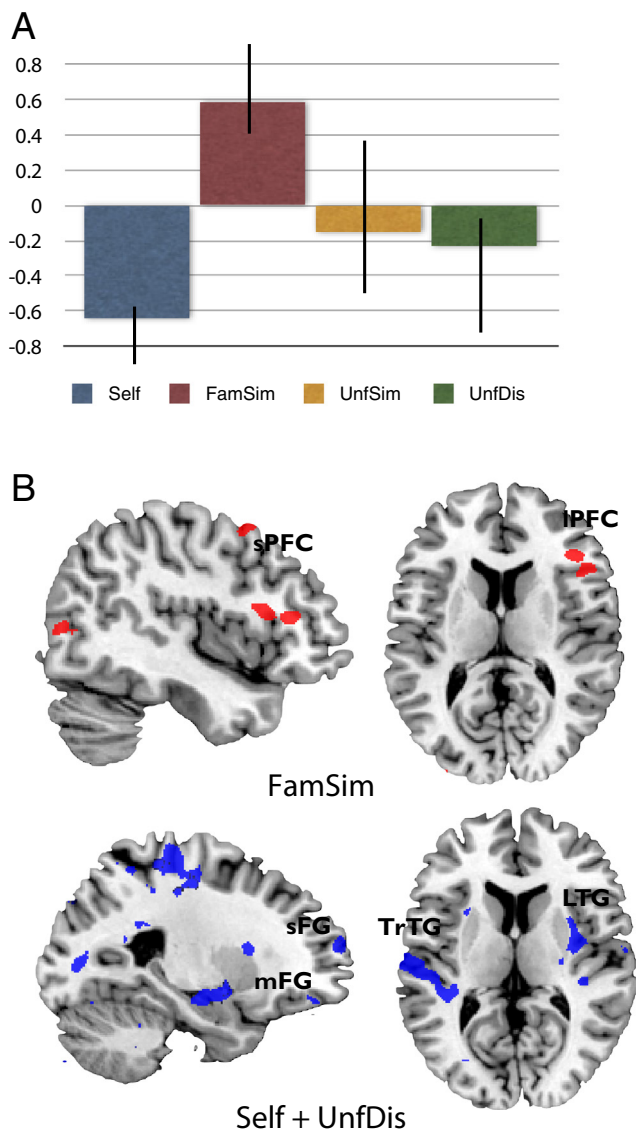 A
0.8
0.6
0.4
0.2
0
-0.2
-0.4
-0.6
-0.8
Self FamSim UnfSim UnfDis
B
sPFC
lPFC
FamSim
sFG
mFG
TrTG
LTG
Self + UnfDis